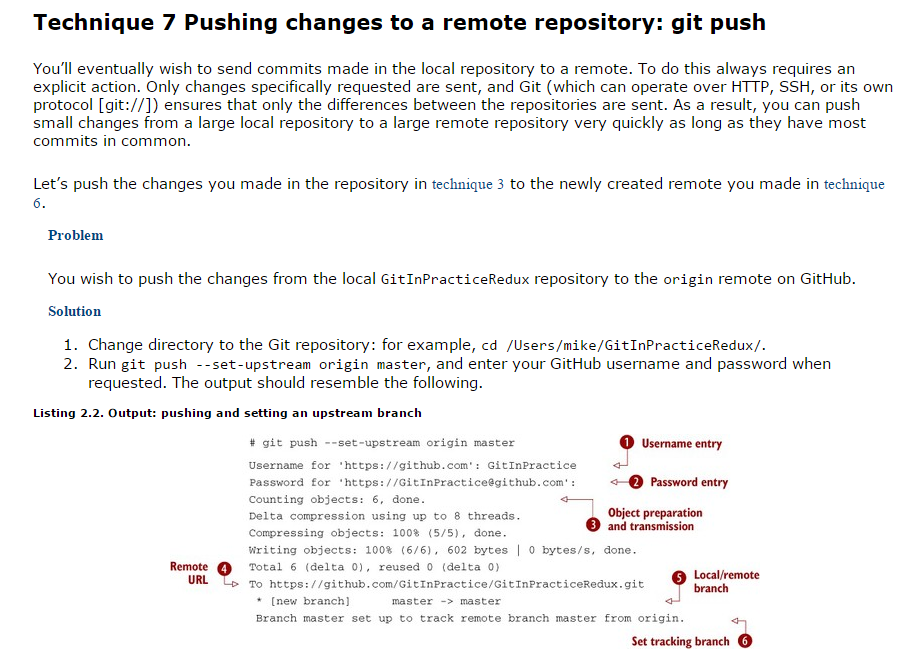 Technique 7 Pushing changes to a remote repository: git push
You’ll eventually wish to send commits made in the local repository to a remote. To do this always requires an
explicit action. Only changes specifically requested are sent, and Git (which can operate over HTTP, SSH, or its own
protocol [git://]) ensures that only the differences between the repositories are sent. As a result, you can push
small changes from a large local repository to a large remote repository very quickly as long as they have most
commits in common.
Let’s push the changes you made in the repository in technique 3 to the newly created remote you made in technique
6.
Problem
You wish to push the changes from the local GitInPracticeRedux repository to the origin remote on GitHub.
Solution
1. Change directory to the Git repository: for example, cd /Users/mike/GitInPracticeRedux/.
2. Run git push --set-upstream origin master, and enter your GitHub username and password when
requested. The output should resemble the following.
Listing 2.2. Output: pushing and setting an upstream branch
# git push --set-upstream origin master
1 Username entry
Username for 'https://github.com': GitInPractice
Password for 'https://GitInPractice@github.com':
2 Password entry
Counting objects: 6, done.
Delta compression using up to 8 threads.
3 Object preparation
and transmission
Compressing objects: 100% (5/5), done.
Writing objects: 100% (6/6), 602 bytes | 0 bytes/s, done.
Remote 4
URL
Total 6 (delta 0), reused 0 (delta 0)
To https://github.com/GitInPractice/GitInPracticeRedux.git
5 Local/remote
branch
* [new branch] master -> master
Branch master set up to track remote branch master from origin.
Set tracking branch 6